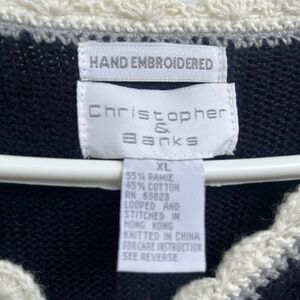 HAND EMBROIDERED
Christopher
&
Banks
XL
55% RAMIE
45% COTTON
RN 63623
LOOPED AND
STITCHED IN
HONG KONG
KNITTED IN CHINA
FOR CARE INSTRUCTION
SEE REVERSE